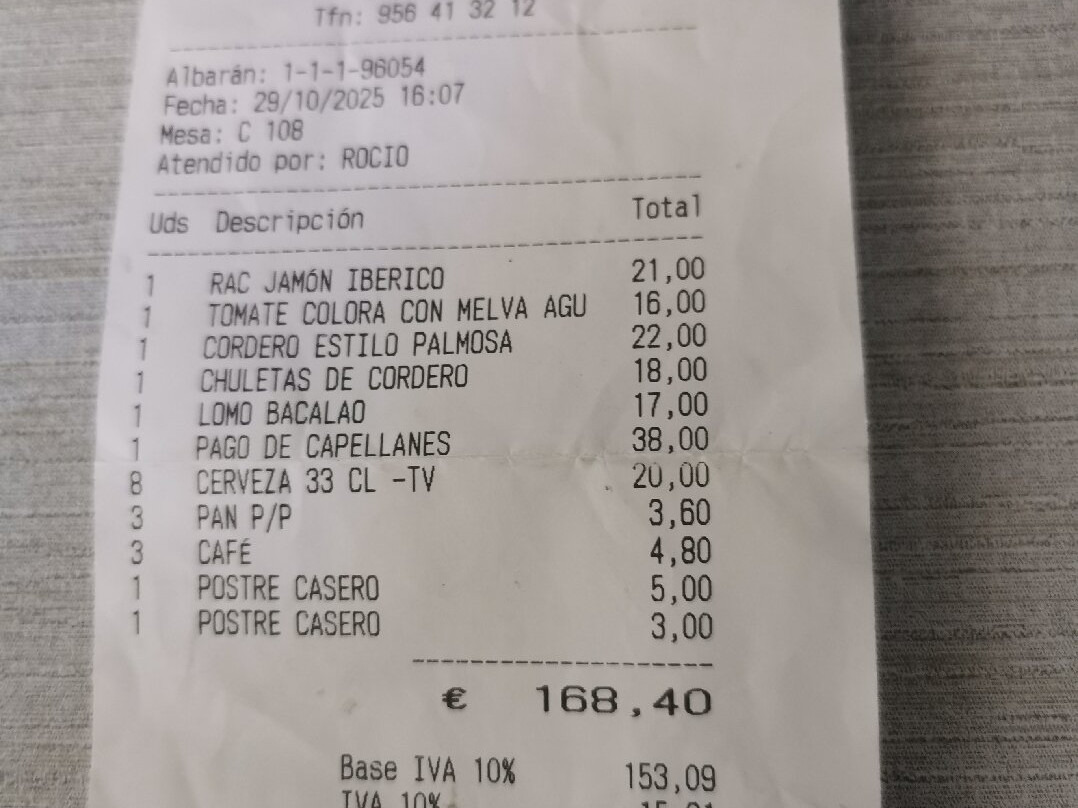 Tfn: 956 41 32 12
Albarán: 1-1-1-96054
Fecha: 29/10/2025 16:07
Mesa: C 108
Atendido por: ROCIO
Uds Descripción Total
1 RAC JAMÓN IBERICO 21,00
1 TOMATE COLORA CON MELVA AGU 16,00
1 CORDERO ESTILO PALMOSA 22,00
1 CHULETAS DE CORDERO 18,00
1 LOMO BACALAO 17,00
1 PAGO DE CAPELLANES 38,00
8 CERVEZA 33 CL -TV 20,00
3 PAN P/P 3,60
3 CAFÉ 4,80
1 POSTRE CASERO 5,00
1 POSTRE CASERO 3,00
€ 168,40
Base IVA 10% 153,09
IVA 10%